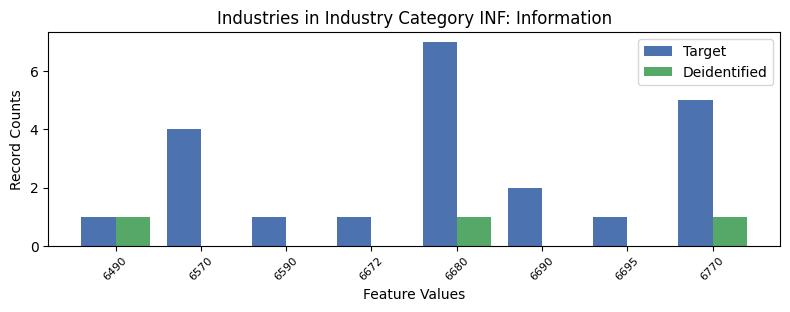 Industries in Industry Category INF: Information
Target
Deidentified
Record Counts
6
4
2
0
6490
6570
6590
6672
6680
6690
6695
6770
Feature Values